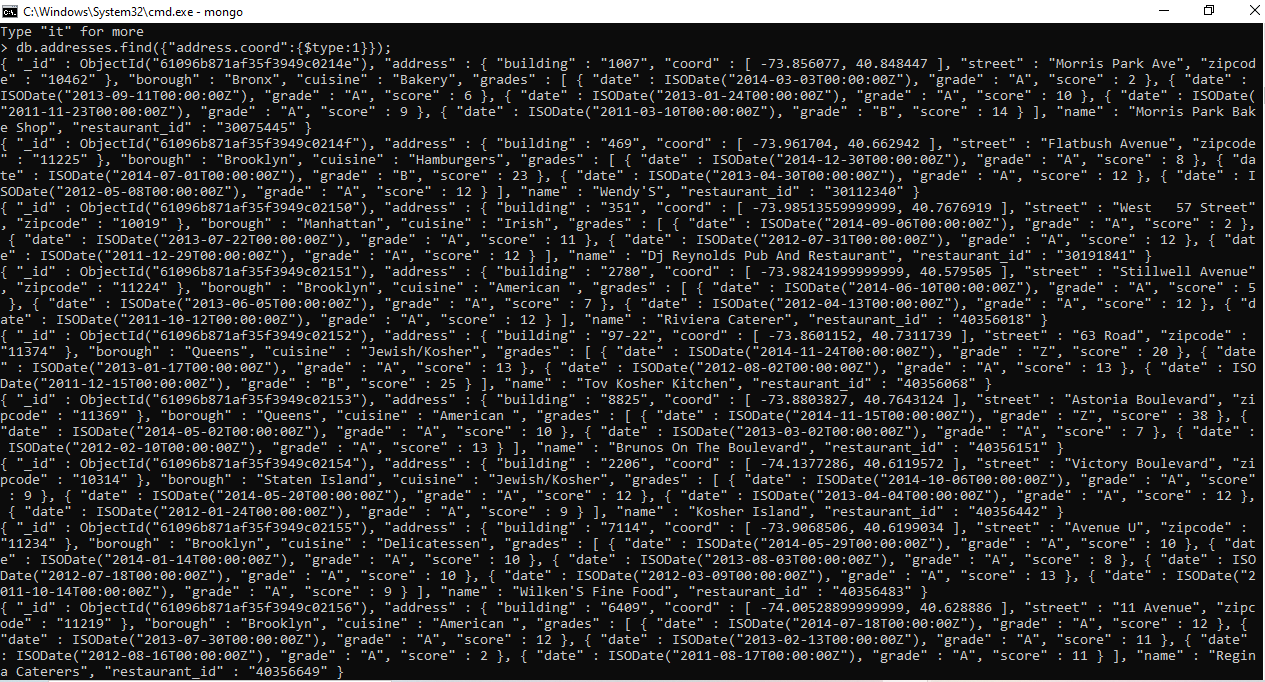 C:\Windows\System32\cmd.exe - mongo
Type "it" for more
> db.addresses.find({"address.coord":{$type:1}});
{ "_id" : ObjectId("61096b871af35f3949c0214e"), "address" : { "building" : "1007", "coord" : [ -73.856077, 40.848447 ], "street" : "Morris Park Ave", "zipcod
e" : "10462" }, "borough" : "Bronx", "cuisine" : "Bakery", "grades" : [ { "date" : ISODate("2014-03-03T00:00:00Z"), "grade" : "A", "score" : 2 }, { "date" :
ISODate("2013-09-11T00:00:00Z"), "grade" : "A", "score" : 6 }, { "date" : ISODate("2013-01-24T00:00:00Z"), "grade" : "A", "score" : 10 }, { "date" : ISODate(
"2011-11-23T00:00:00Z"), "grade" : "A", "score" : 9 }, { "date" : ISODate("2011-03-10T00:00:00Z"), "grade" : "B", "score" : 14 } ], "name" : "Morris Park Bak
e Shop", "restaurant_id" : "30075445" }
{ "_id" : ObjectId("61096b871af35f3949c0214f"), "address" : { "building" : "469", "coord" : [ -73.961704, 40.662942 ], "street" : "Flatbush Avenue", "zipcode
" : "11225" }, "borough" : "Brooklyn", "cuisine" : "Hamburgers", "grades" : [ { "date" : ISODate("2014-12-30T00:00:00Z"), "grade" : "A", "score" : 8 }, { "da
te" : ISODate("2014-07-01T00:00:00Z"), "grade" : "B", "score" : 23 }, { "date" : ISODate("2013-04-30T00:00:00Z"), "grade" : "A", "score" : 12 }, { "date" : I
SODate("2012-05-08T00:00:00Z"), "grade" : "A", "score" : 12 } ], "name" : "Wendy'S", "restaurant_id" : "30112340" }
{ "_id" : ObjectId("61096b871af35f3949c02150"), "address" : { "building" : "351", "coord" : [ -73.98513559999999, 40.7676919 ], "street" : "West   57 Street"
, "zipcode" : "10019" }, "borough" : "Manhattan", "cuisine" : "Irish", "grades" : [ { "date" : ISODate("2014-09-06T00:00:00Z"), "grade" : "A", "score" : 2 },
 { "date" : ISODate("2013-07-22T00:00:00Z"), "grade" : "A", "score" : 11 }, { "date" : ISODate("2012-07-31T00:00:00Z"), "grade" : "A", "score" : 12 }, { "dat
e" : ISODate("2011-12-29T00:00:00Z"), "grade" : "A", "score" : 12 } ], "name" : "Dj Reynolds Pub And Restaurant", "restaurant_id" : "30191841" }
{ "_id" : ObjectId("61096b871af35f3949c02151"), "address" : { "building" : "2780", "coord" : [ -73.98241999999999, 40.579505 ], "street" : "Stillwell Avenue"
, "zipcode" : "11224" }, "borough" : "Brooklyn", "cuisine" : "American ", "grades" : [ { "date" : ISODate("2014-06-10T00:00:00Z"), "grade" : "A", "score" : 5
 }, { "date" : ISODate("2013-06-05T00:00:00Z"), "grade" : "A", "score" : 7 }, { "date" : ISODate("2012-04-13T00:00:00Z"), "grade" : "A", "score" : 12 }, { "d
ate" : ISODate("2011-10-12T00:00:00Z"), "grade" : "A", "score" : 12 } ], "name" : "Riviera Caterer", "restaurant_id" : "40356018" }
{ "_id" : ObjectId("61096b871af35f3949c02152"), "address" : { "building" : "97-22", "coord" : [ -73.8601152, 40.7311739 ], "street" : "63 Road", "zipcode" :
"11374" }, "borough" : "Queens", "cuisine" : "Jewish/Kosher", "grades" : [ { "date" : ISODate("2014-11-24T00:00:00Z"), "grade" : "Z", "score" : 20 }, { "date
" : ISODate("2013-01-17T00:00:00Z"), "grade" : "A", "score" : 13 }, { "date" : ISODate("2012-08-02T00:00:00Z"), "grade" : "A", "score" : 13 }, { "date" : ISO
Date("2011-12-15T00:00:00Z"), "grade" : "B", "score" : 25 } ], "name" : "Tov Kosher Kitchen", "restaurant_id" : "40356068" }
{ "_id" : ObjectId("61096b871af35f3949c02153"), "address" : { "building" : "8825", "coord" : [ -73.8803827, 40.7643124 ], "street" : "Astoria Boulevard", "zi
pcode" : "11369" }, "borough" : "Queens", "cuisine" : "American ", "grades" : [ { "date" : ISODate("2014-11-15T00:00:00Z"), "grade" : "Z", "score" : 38 }, {
"date" : ISODate("2014-05-02T00:00:00Z"), "grade" : "A", "score" : 10 }, { "date" : ISODate("2013-03-02T00:00:00Z"), "grade" : "A", "score" : 7 }, { "date" :
 ISODate("2012-02-10T00:00:00Z"), "grade" : "A", "score" : 13 } ], "name" : "Brunos On The Boulevard", "restaurant_id" : "40356151" }
{ "_id" : ObjectId("61096b871af35f3949c02154"), "address" : { "building" : "2206", "coord" : [ -74.1377286, 40.6119572 ], "street" : "Victory Boulevard", "zi
pcode" : "10314" }, "borough" : "Staten Island", "cuisine" : "Jewish/Kosher", "grades" : [ { "date" : ISODate("2014-10-06T00:00:00Z"), "grade" : "A", "score"
 : 9 }, { "date" : ISODate("2014-05-20T00:00:00Z"), "grade" : "A", "score" : 12 }, { "date" : ISODate("2013-04-04T00:00:00Z"), "grade" : "A", "score" : 12 },
 { "date" : ISODate("2012-01-24T00:00:00Z"), "grade" : "A", "score" : 9 } ], "name" : "Kosher Island", "restaurant_id" : "40356442" }
{ "_id" : ObjectId("61096b871af35f3949c02155"), "address" : { "building" : "7114", "coord" : [ -73.9068506, 40.6199034 ], "street" : "Avenue U", "zipcode" :
"11234" }, "borough" : "Brooklyn", "cuisine" : "Delicatessen", "grades" : [ { "date" : ISODate("2014-05-29T00:00:00Z"), "grade" : "A", "score" : 10 }, { "dat
e" : ISODate("2014-01-14T00:00:00Z"), "grade" : "A", "score" : 10 }, { "date" : ISODate("2013-08-03T00:00:00Z"), "grade" : "A", "score" : 8 }, { "date" : ISO
Date("2012-07-18T00:00:00Z"), "grade" : "A", "score" : 10 }, { "date" : ISODate("2012-03-09T00:00:00Z"), "grade" : "A", "score" : 13 }, { "date" : ISODate("2
011-10-14T00:00:00Z"), "grade" : "A", "score" : 9 } ], "name" : "Wilken'S Fine Food", "restaurant_id" : "40356483" }
{ "_id" : ObjectId("61096b871af35f3949c02156"), "address" : { "building" : "6409", "coord" : [ -74.00528899999999, 40.628886 ], "street" : "11 Avenue", "zipc
ode" : "11219" }, "borough" : "Brooklyn", "cuisine" : "American ", "grades" : [ { "date" : ISODate("2014-07-18T00:00:00Z"), "grade" : "A", "score" : 12 }, {
"date" : ISODate("2013-07-30T00:00:00Z"), "grade" : "A", "score" : 12 }, { "date" : ISODate("2013-02-13T00:00:00Z"), "grade" : "A", "score" : 11 }, { "date"
: ISODate("2012-08-16T00:00:00Z"), "grade" : "A", "score" : 2 }, { "date" : ISODate("2011-08-17T00:00:00Z"), "grade" : "A", "score" : 11 } ], "name" : "Regin
a Caterers", "restaurant_id" : "40356649" }